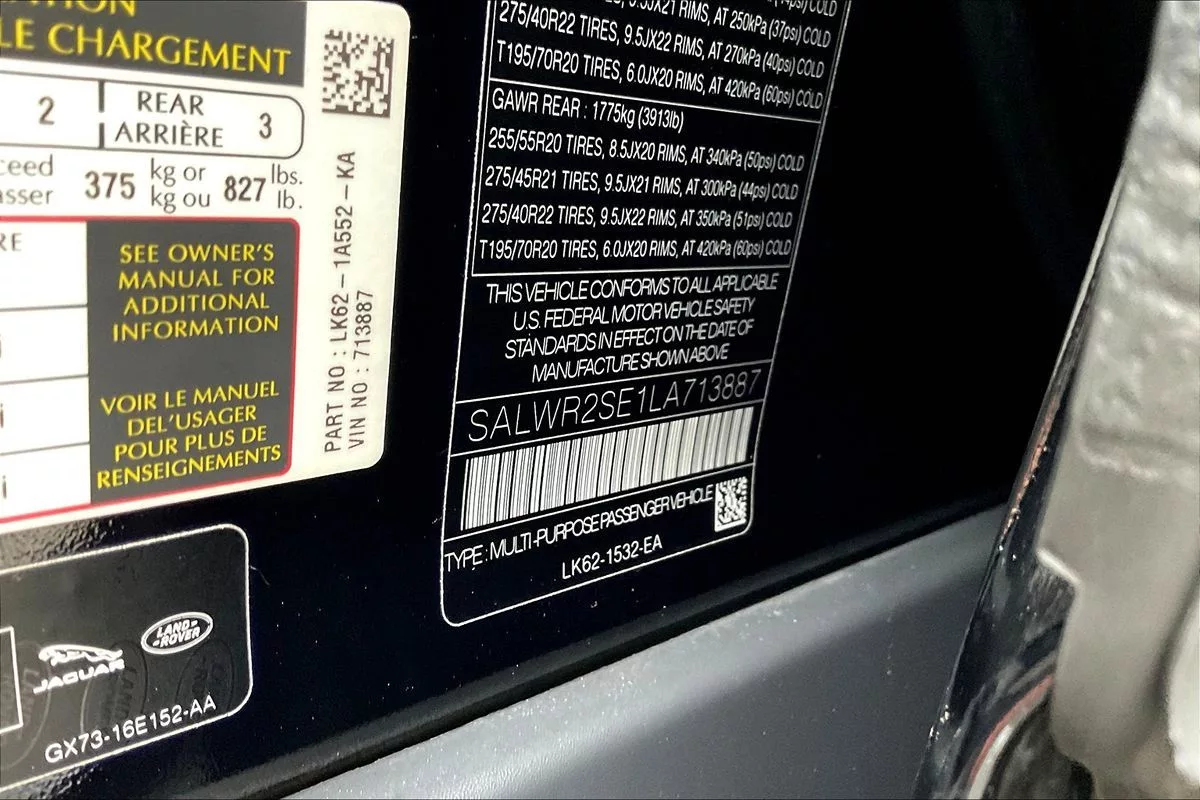 LE CHARGEMENT
2 REAR 3
ARRIÈRE
375 kg or 827 lbs.
kg ou lb.
SEE OWNER'S
MANUAL FOR
ADDITIONAL
INFORMATION
VOIR LE MANUEL
DEL'USAGER
POUR PLUS DE
RENSEIGNEMENTS
PART NO : LK62-1A552-KA
VIN NO : 713887
JAGUAR
LAND-
-ROVER
GX73-16E152-AA
AT 250kPa (37psi) COLD
275/40R22 TIRES, 9.5JX22 RIMS, AT 270kPa (40psi) COLD
T195/70R20 TIRES, 6.0JX20 RIMS, AT 420kPa (60psi) COLD
GAWR REAR : 1775kg (3913lb)
255/55R20 TIRES, 8.5JX20 RIMS, AT 340kPa (50psi) COLD
275/45R21 TIRES, 9.5JX21 RIMS, AT 300kPa (44psi) COLD
275/40R22 TIRES, 9.5JX22 RIMS, AT 350kPa (51psi) COLD
T195/70R20 TIRES, 6.0JX20 RIMS, AT 420kPa (60psi) COLD
THIS VEHICLE CONFORMS TO ALL APPLICABLE
U.S. FEDERAL MOTOR VEHICLE SAFETY
STANDARDS IN EFFECT ON THE DATE OF
MANUFACTURE SHOWN ABOVE
SALWR2SE1LA713887
TYPE : MULTI-PURPOSE PASSENGER VEHICLE
LK62-1532-EA